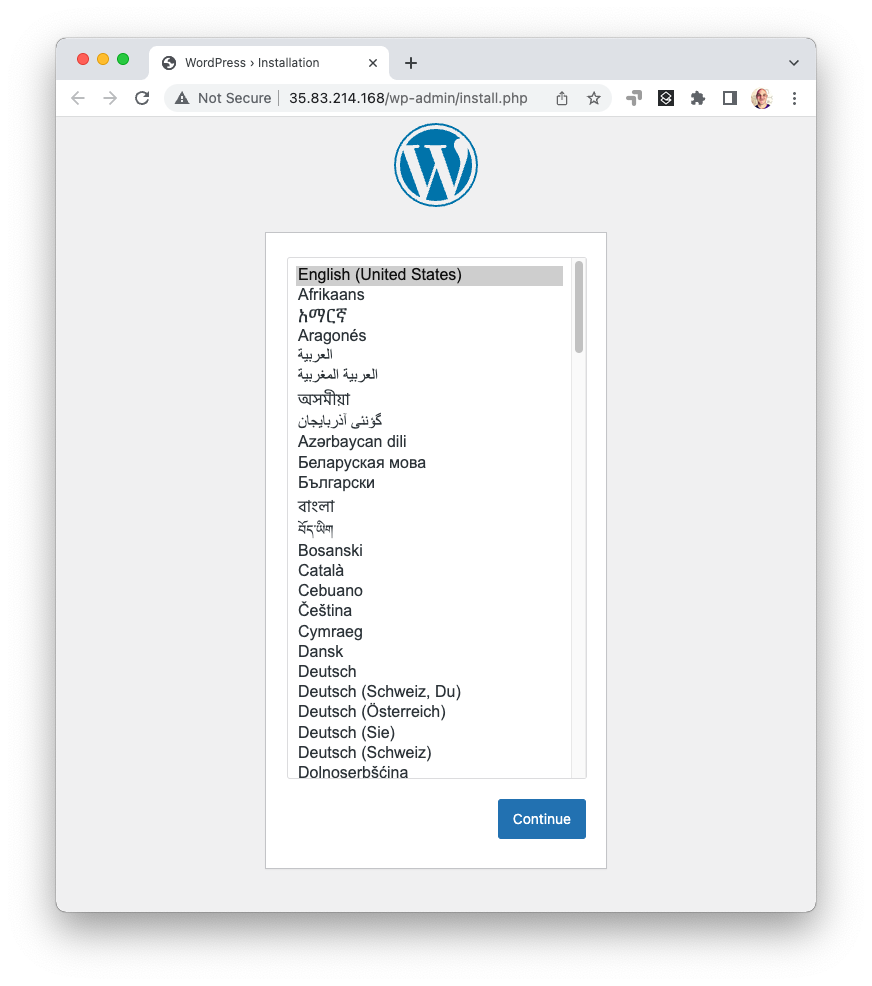 WordPress › Installation
Not Secure | 35.83.214.168/wp-admin/install.php
English (United States)
Afrikaans
አማርኛ
Aragonés
العربية
العربية المغربية
অসমীয়া
گؤنئی آذربایجان
Azərbaycan dili
Беларуская мова
Български
বাংলা
བོད་ཡིག
Bosanski
Català
Cebuano
Čeština
Cymraeg
Dansk
Deutsch
Deutsch (Schweiz, Du)
Deutsch (Österreich)
Deutsch (Sie)
Deutsch (Schweiz)
Dolnoserbšćina
Continue